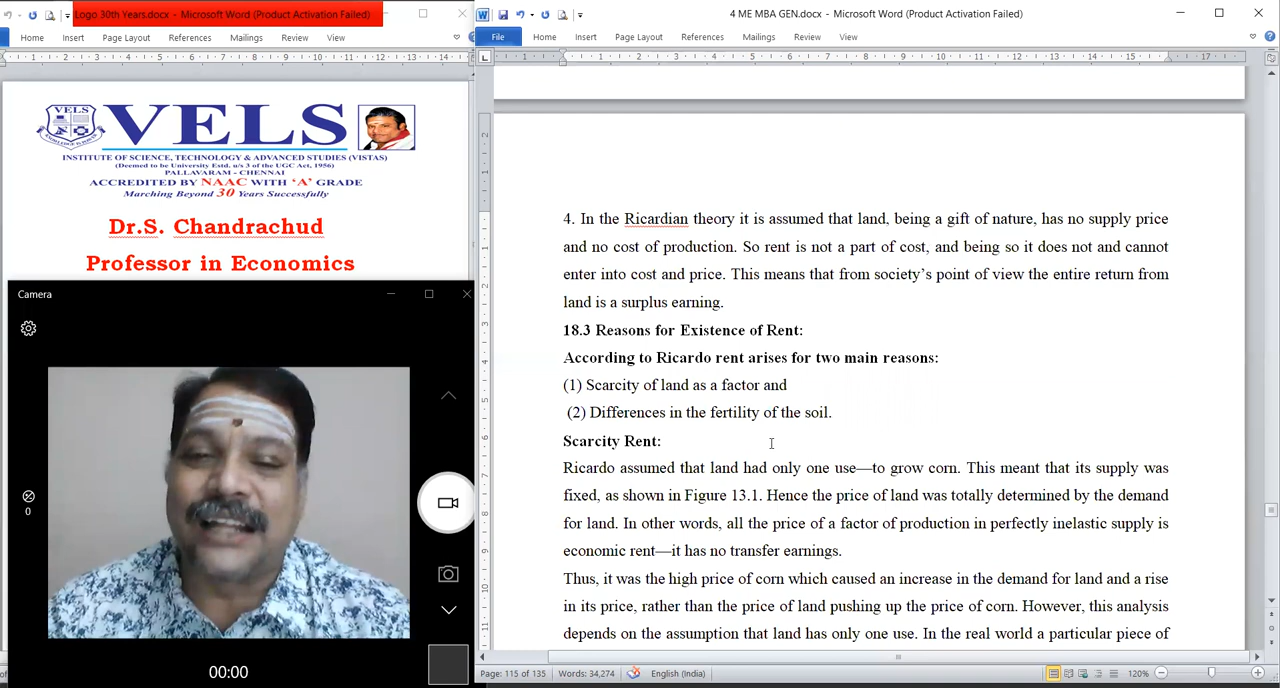 Logo 30th Years.docx - Microsoft Word (Product Activation Failed)
Home Insert Page Layout References Mailings Review View
VELS
VELS
INSTITUTE OF SCIENCE, TECHNOLOGY & ADVANCED STUDIES (VISTAS)
(Deemed to be University Estd. u/s 3 of the UGC Act, 1956)
PALLAVARAM - CHENNAI
ACCREDITED BY NAAC WITH ‘A’ GRADE
Marching Beyond 30 Years Successfully
Dr.S. Chandrachud
Professor in Economics
Camera
0
00:00
4 ME MBA GEN.docx - Microsoft Word (Product Activation Failed)
File Home Insert Page Layout References Mailings Review View
4. In the Ricardian theory it is assumed that land, being a gift of nature, has no supply price
and no cost of production. So rent is not a part of cost, and being so it does not and cannot
enter into cost and price. This means that from society’s point of view the entire return from
land is a surplus earning.
18.3 Reasons for Existence of Rent:
According to Ricardo rent arises for two main reasons:
(1) Scarcity of land as a factor and
(2) Differences in the fertility of the soil.
Scarcity Rent:
Ricardo assumed that land had only one use—to grow corn. This meant that its supply was
fixed, as shown in Figure 13.1. Hence the price of land was totally determined by the demand
for land. In other words, all the price of a factor of production in perfectly inelastic supply is
economic rent—it has no transfer earnings.
Thus, it was the high price of corn which caused an increase in the demand for land and a rise
in its price, rather than the price of land pushing up the price of corn. However, this analysis
depends on the assumption that land has only one use. In the real world a particular piece of
Page: 115 of 135 Words: 34,274 English (India) 120%